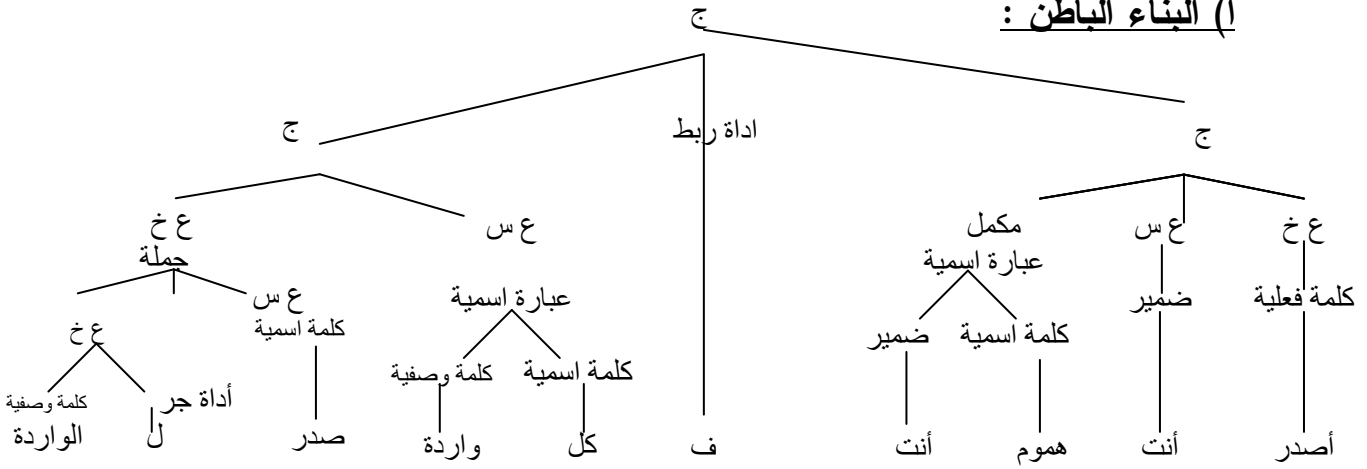 ا) البناء الباطن :
ج
ج اداة ربط ج
ع خ ع س مكمل ع س ع خ
عبارة اسمية جملة
كلمة فعلية ضمير عبارة اسمية ع س
كلمة اسمية ضمير كلمة اسمية ع خ
كلمة اسمية كلمة وصفية أداة جر كلمة وصفية
أصدر أنت هموم أنت ف كل واردة صدر ل الواردة